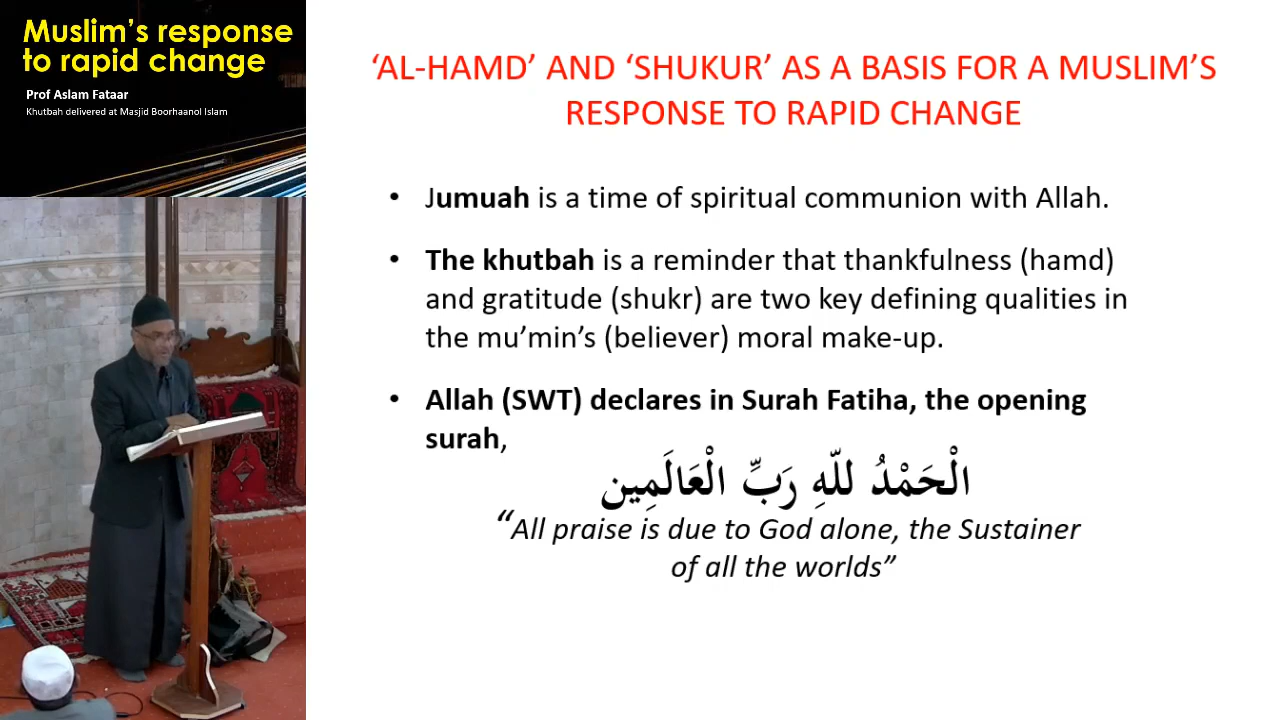 Muslim’s response
to rapid change
Prof Aslam Fataar
Khutbah delivered at Masjid Boorhaanol Islam
‘AL-HAMD’ AND ‘SHUKUR’ AS A BASIS FOR A MUSLIM’S
RESPONSE TO RAPID CHANGE
• Jumuah is a time of spiritual communion with Allah.
• The khutbah is a reminder that thankfulness (hamd)
and gratitude (shukr) are two key defining qualities in
the mu’min’s (believer) moral make-up.
• Allah (SWT) declares in Surah Fatiha, the opening
surah,
الْحَمْدُ للّهِ رَبِّ الْعَالَمِين
“All praise is due to God alone, the Sustainer
of all the worlds”